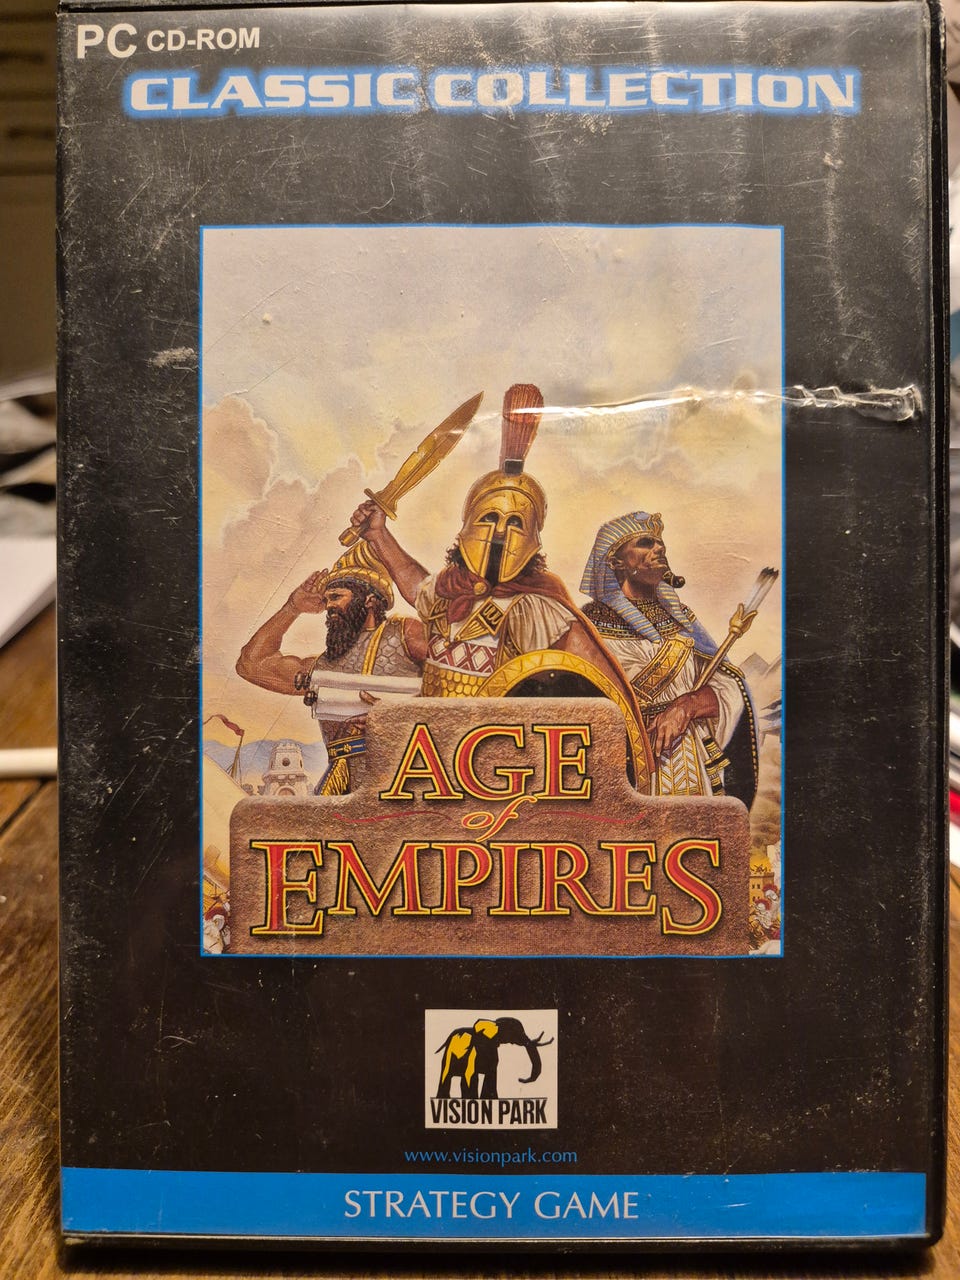 PC CD-ROM
CLASSIC COLLECTION
AGE
of
EMPIRES
VISION PARK
www.visionpark.com
STRATEGY GAME